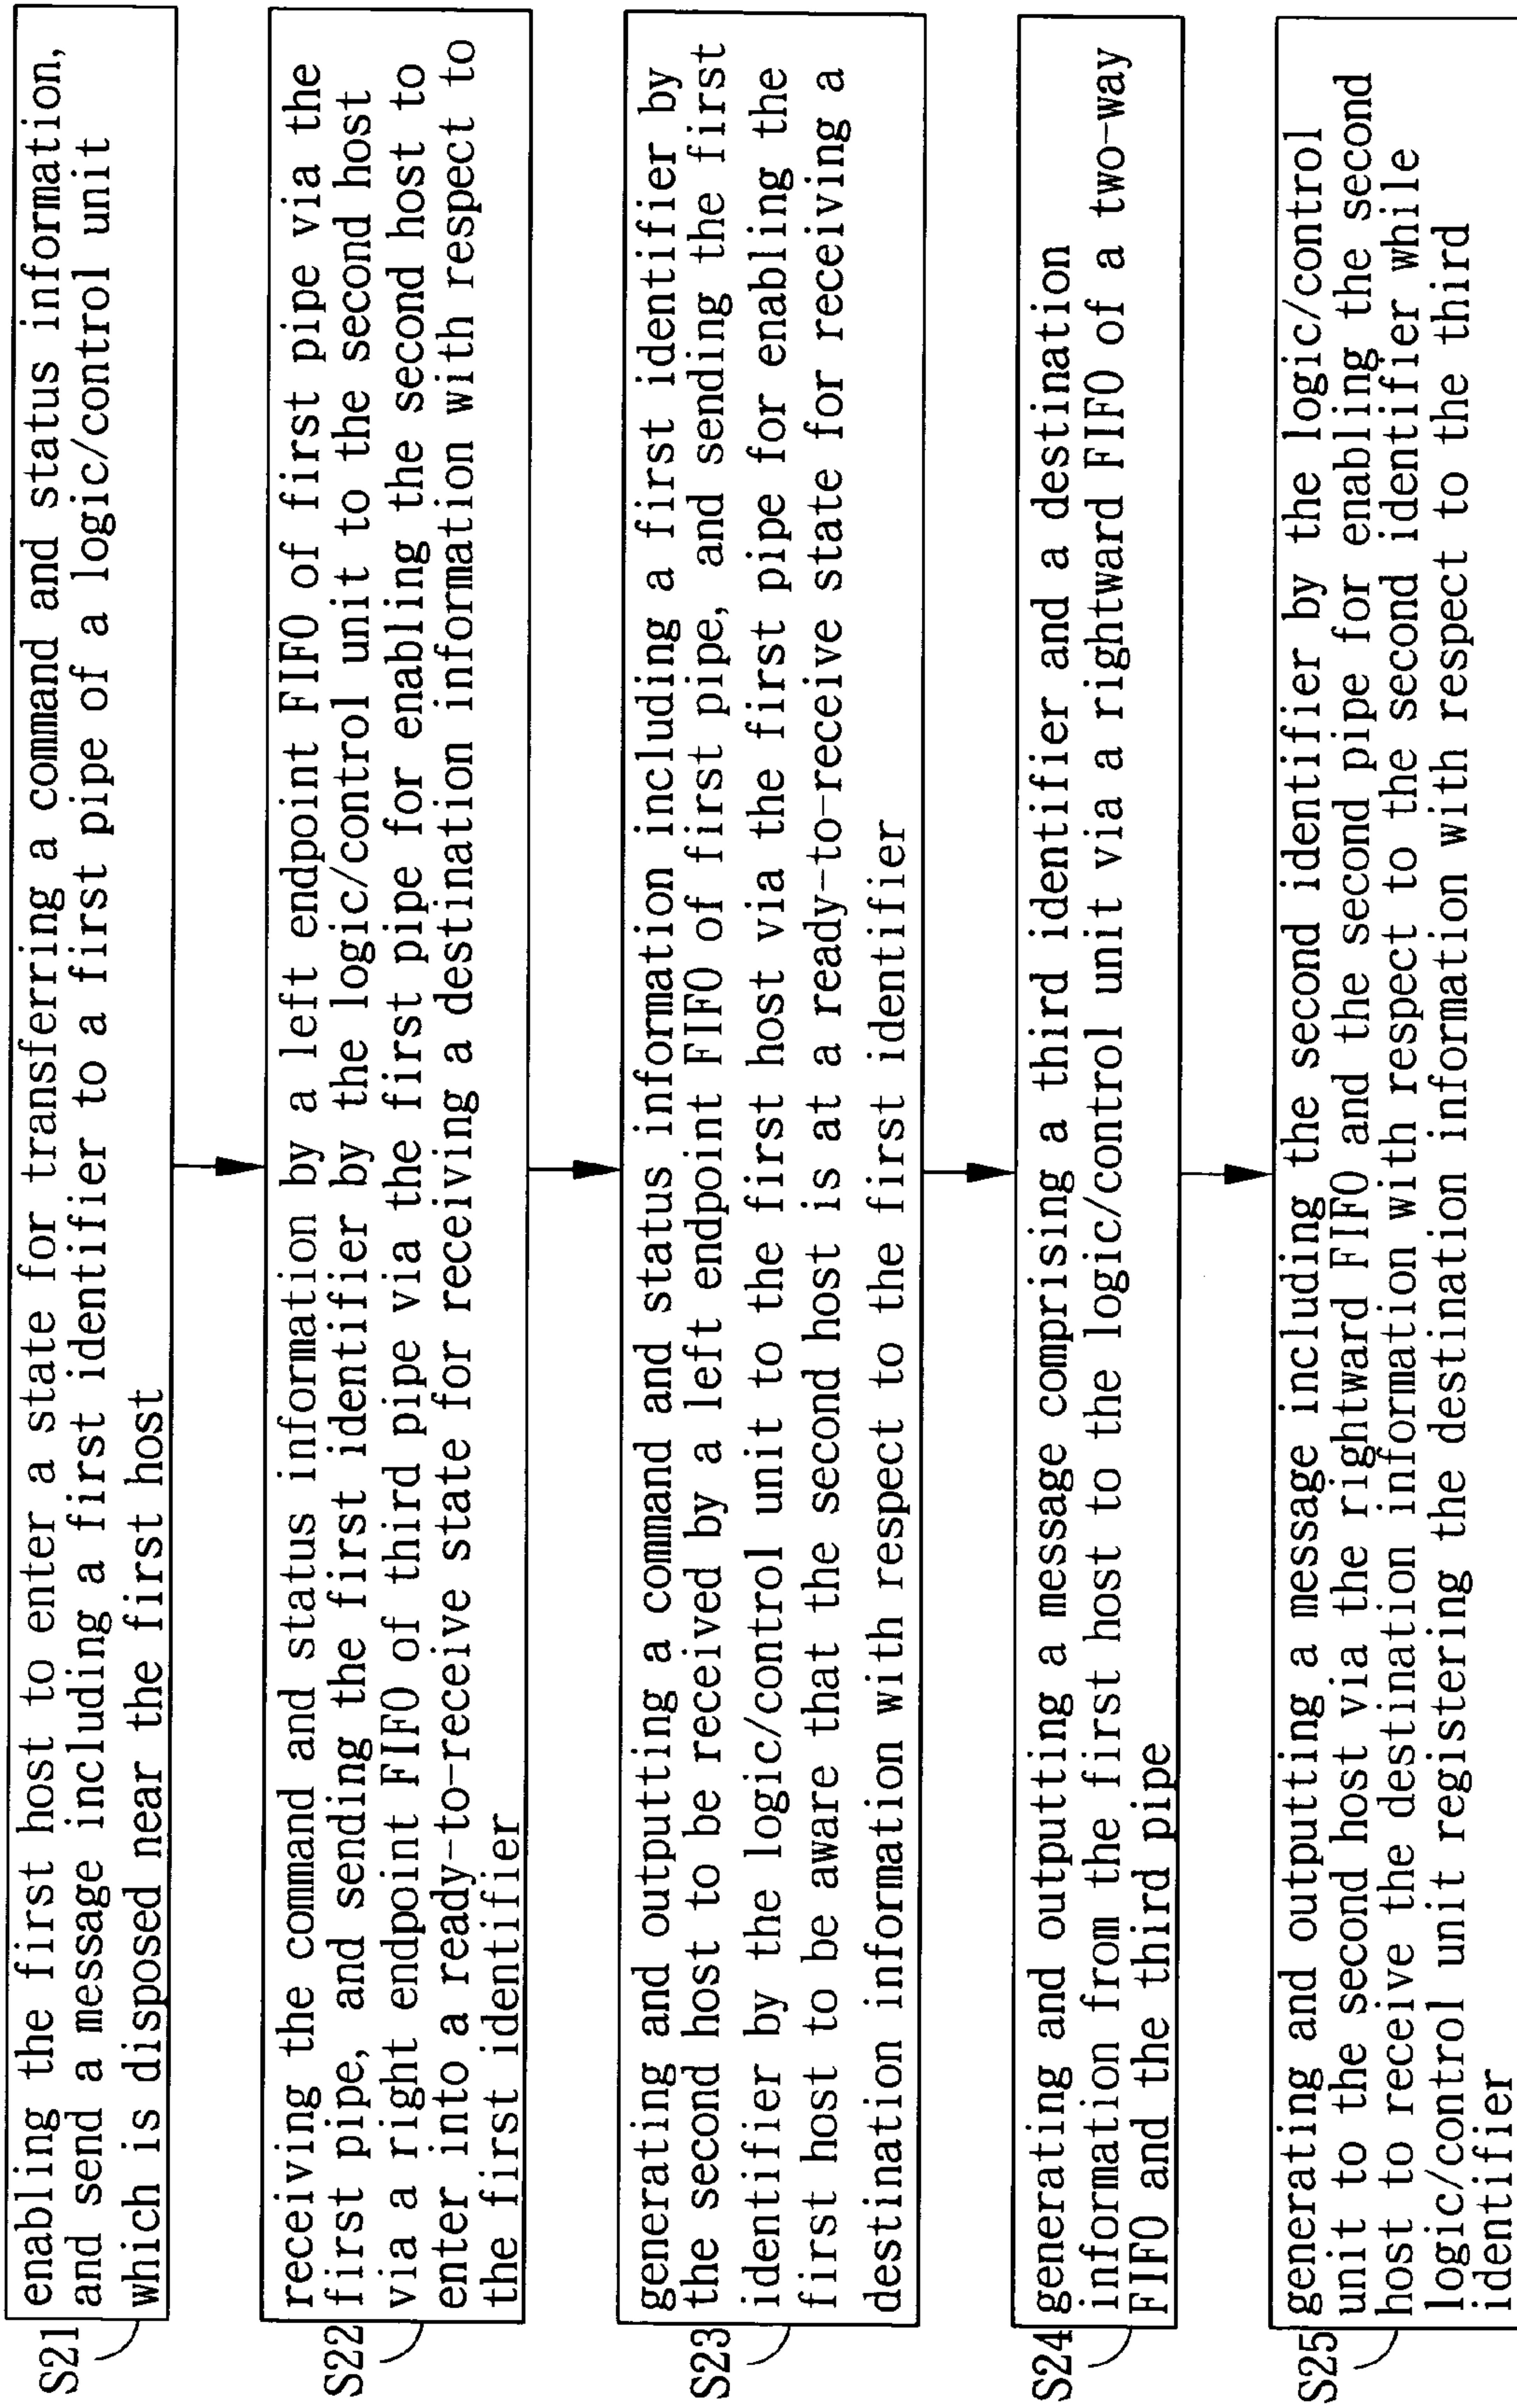 S21
enabling the first host to enter a state for transferring a command and status information,
and send a message including a first identifier to a first pipe of a logic/control unit
which is disposed near the first host
S22
receiving the command and status information by a left endpoint FIFO of first pipe via the
first pipe, and sending the first identifier by the logic/control unit to the second host
via a right endpoint FIFO of third pipe via the first pipe for enabling the second host to
enter into a ready-to-receive state for receiving a destination information with respect to
the first identifier
S23
generating and outputting a command and status information including a first identifier by
the second host to be received by a left endpoint FIFO of first pipe, and sending the first
identifier by the logic/control unit to the first host via the first pipe for enabling the
first host to be aware that the second host is at a ready-to-receive state for receiving a
destination information with respect to the first identifier
S24
generating and outputting a message comprising a third identifier and a destination
information from the first host to the logic/control unit via a rightward FIFO of a two-way
FIFO and the third pipe
S25
generating and outputting a message including the second identifier by the logic/control
unit to the second host via the rightward FIFO and the second pipe for enabling the second
host to receive the destination information with respect to the second identifier while
logic/control unit registering the destination information with respect to the third
identifier